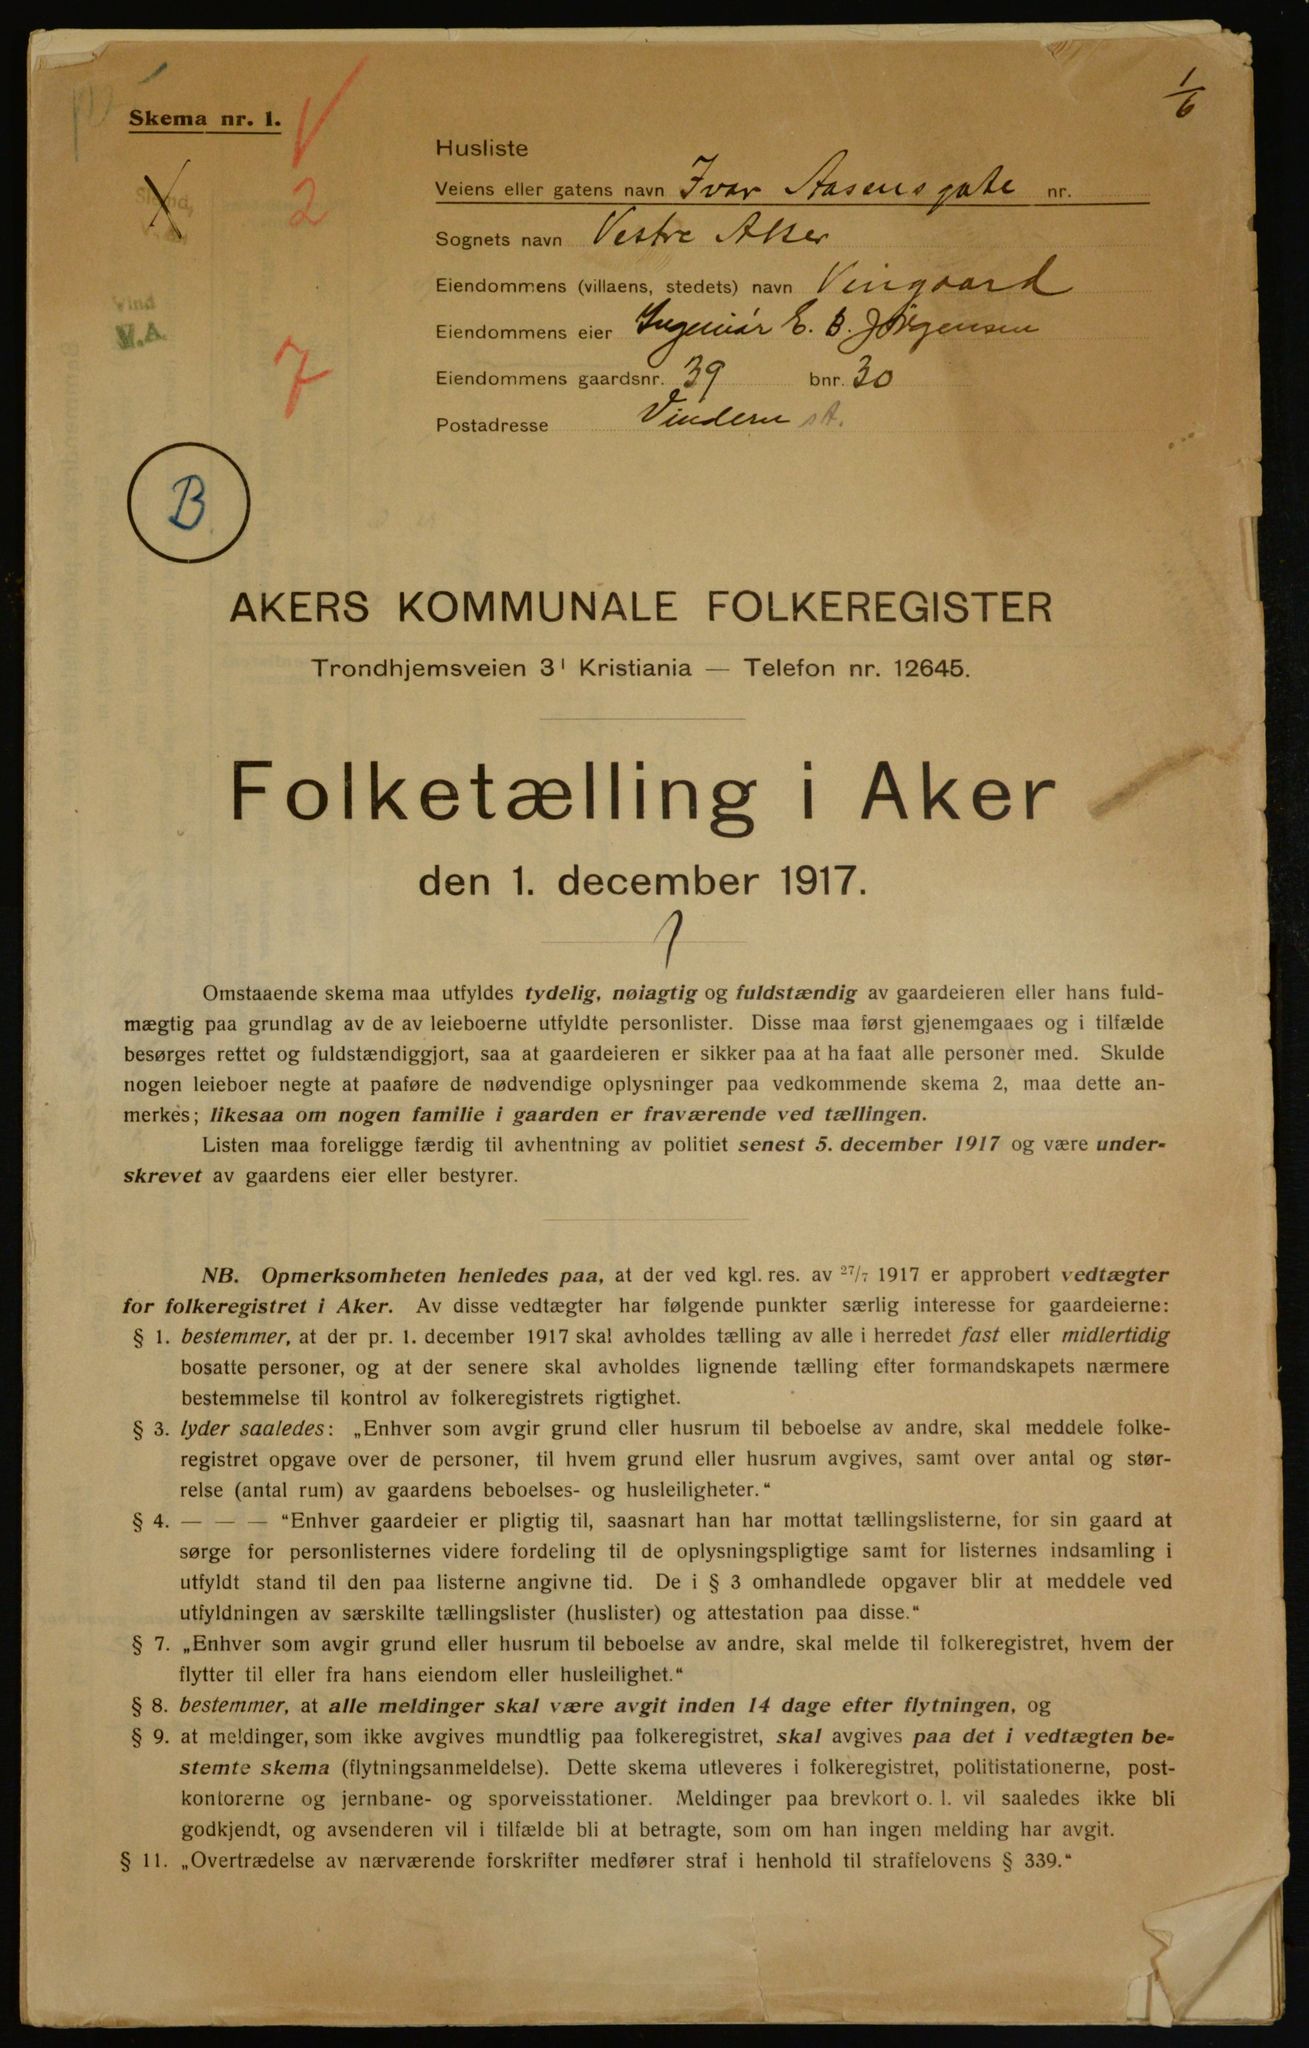 1/6
Skema nr. 1.
V
Husliste
Veiens eller gatens navn Ivar Aasensgate nr.
2
Sognets navn Vestre Aker
Eiendommens (villaens, stedets) navn Vingaard
Vind
V.A.
Eiendommens eier Ingeniør E. B. Jørgensen
7
Eiendommens gaardsnr. 39 bnr. 30
Postadresse Vindern st.
B
AKERS KOMMUNALE FOLKEREGISTER
Trondhjemsveien 3ᴵ Kristiania — Telefon nr. 12645.
Folketælling i Aker
den 1. december 1917.
Omstaaende skema maa utfyldes tydelig, nøiagtig og fuldstændig av gaardeieren eller hans fuld-
mægtig paa grundlag av de av leieboerne utfyldte personlister. Disse maa først gjenemgaaes og i tilfælde
besørges rettet og fuldstændiggjort, saa at gaardeieren er sikker paa at ha faat alle personer med. Skulde
nogen leieboer negte at paaføre de nødvendige oplysninger paa vedkommende skema 2, maa dette an-
merkes; likesaa om nogen familie i gaarden er fraværende ved tællingen.
Listen maa foreligge færdig til avhentning av politiet senest 5. december 1917 og være under-
skrevet av gaardens eier eller bestyrer.
NB. Opmerksomheten henledes paa, at der ved kgl. res. av 27/7 1917 er approbert vedtægter
for folkeregistret i Aker. Av disse vedtægter har følgende punkter særlig interesse for gaardeierne:
§ 1. bestemmer, at der pr. 1. december 1917 skal avholdes tælling av alle i herredet fast eller midlertidig
bosatte personer, og at der senere skal avholdes lignende tælling efter formandskapets nærmere
bestemmelse til kontrol av folkeregistrets rigtighet.
§ 3. lyder saaledes: „Enhver som avgir grund eller husrum til beboelse av andre, skal meddele folke-
registret opgave over de personer, til hvem grund eller husrum avgives, samt over antal og stør-
relse (antal rum) av gaardens beboelses- og husleiligheter.“
§ 4. — — — “Enhver gaardeier er pligtig til, saasnart han har mottat tællingslisterne, for sin gaard at
sørge for personlisternes videre fordeling til de oplysningspligtige samt for listernes indsamling i
utfyldt stand til den paa listerne angivne tid. De i § 3 omhandlede opgaver blir at meddele ved
utfyldningen av særskilte tællingslister (huslister) og attestation paa disse.“
§ 7. „Enhver som avgir grund eller husrum til beboelse av andre, skal melde til folkeregistret, hvem der
flytter til eller fra hans eiendom eller husleilighet.“
§ 8. bestemmer, at alle meldinger skal være avgit inden 14 dage efter flytningen, og
§ 9. at meldinger, som ikke avgives mundtlig paa folkeregistret, skal avgives paa det i vedtægten be-
stemte skema (flytningsanmeldelse). Dette skema utleveres i folkeregistret, politistationerne, post-
kontorerne og jernbane- og sporveisstationer. Meldinger paa brevkort o. l. vil saaledes ikke bli
godkjendt, og avsenderen vil i tilfælde bli at betragte, som om han ingen melding har avgit.
§ 11. „Overtrædelse av nærværende forskrifter medfører straf i henhold til straffelovens § 339.“